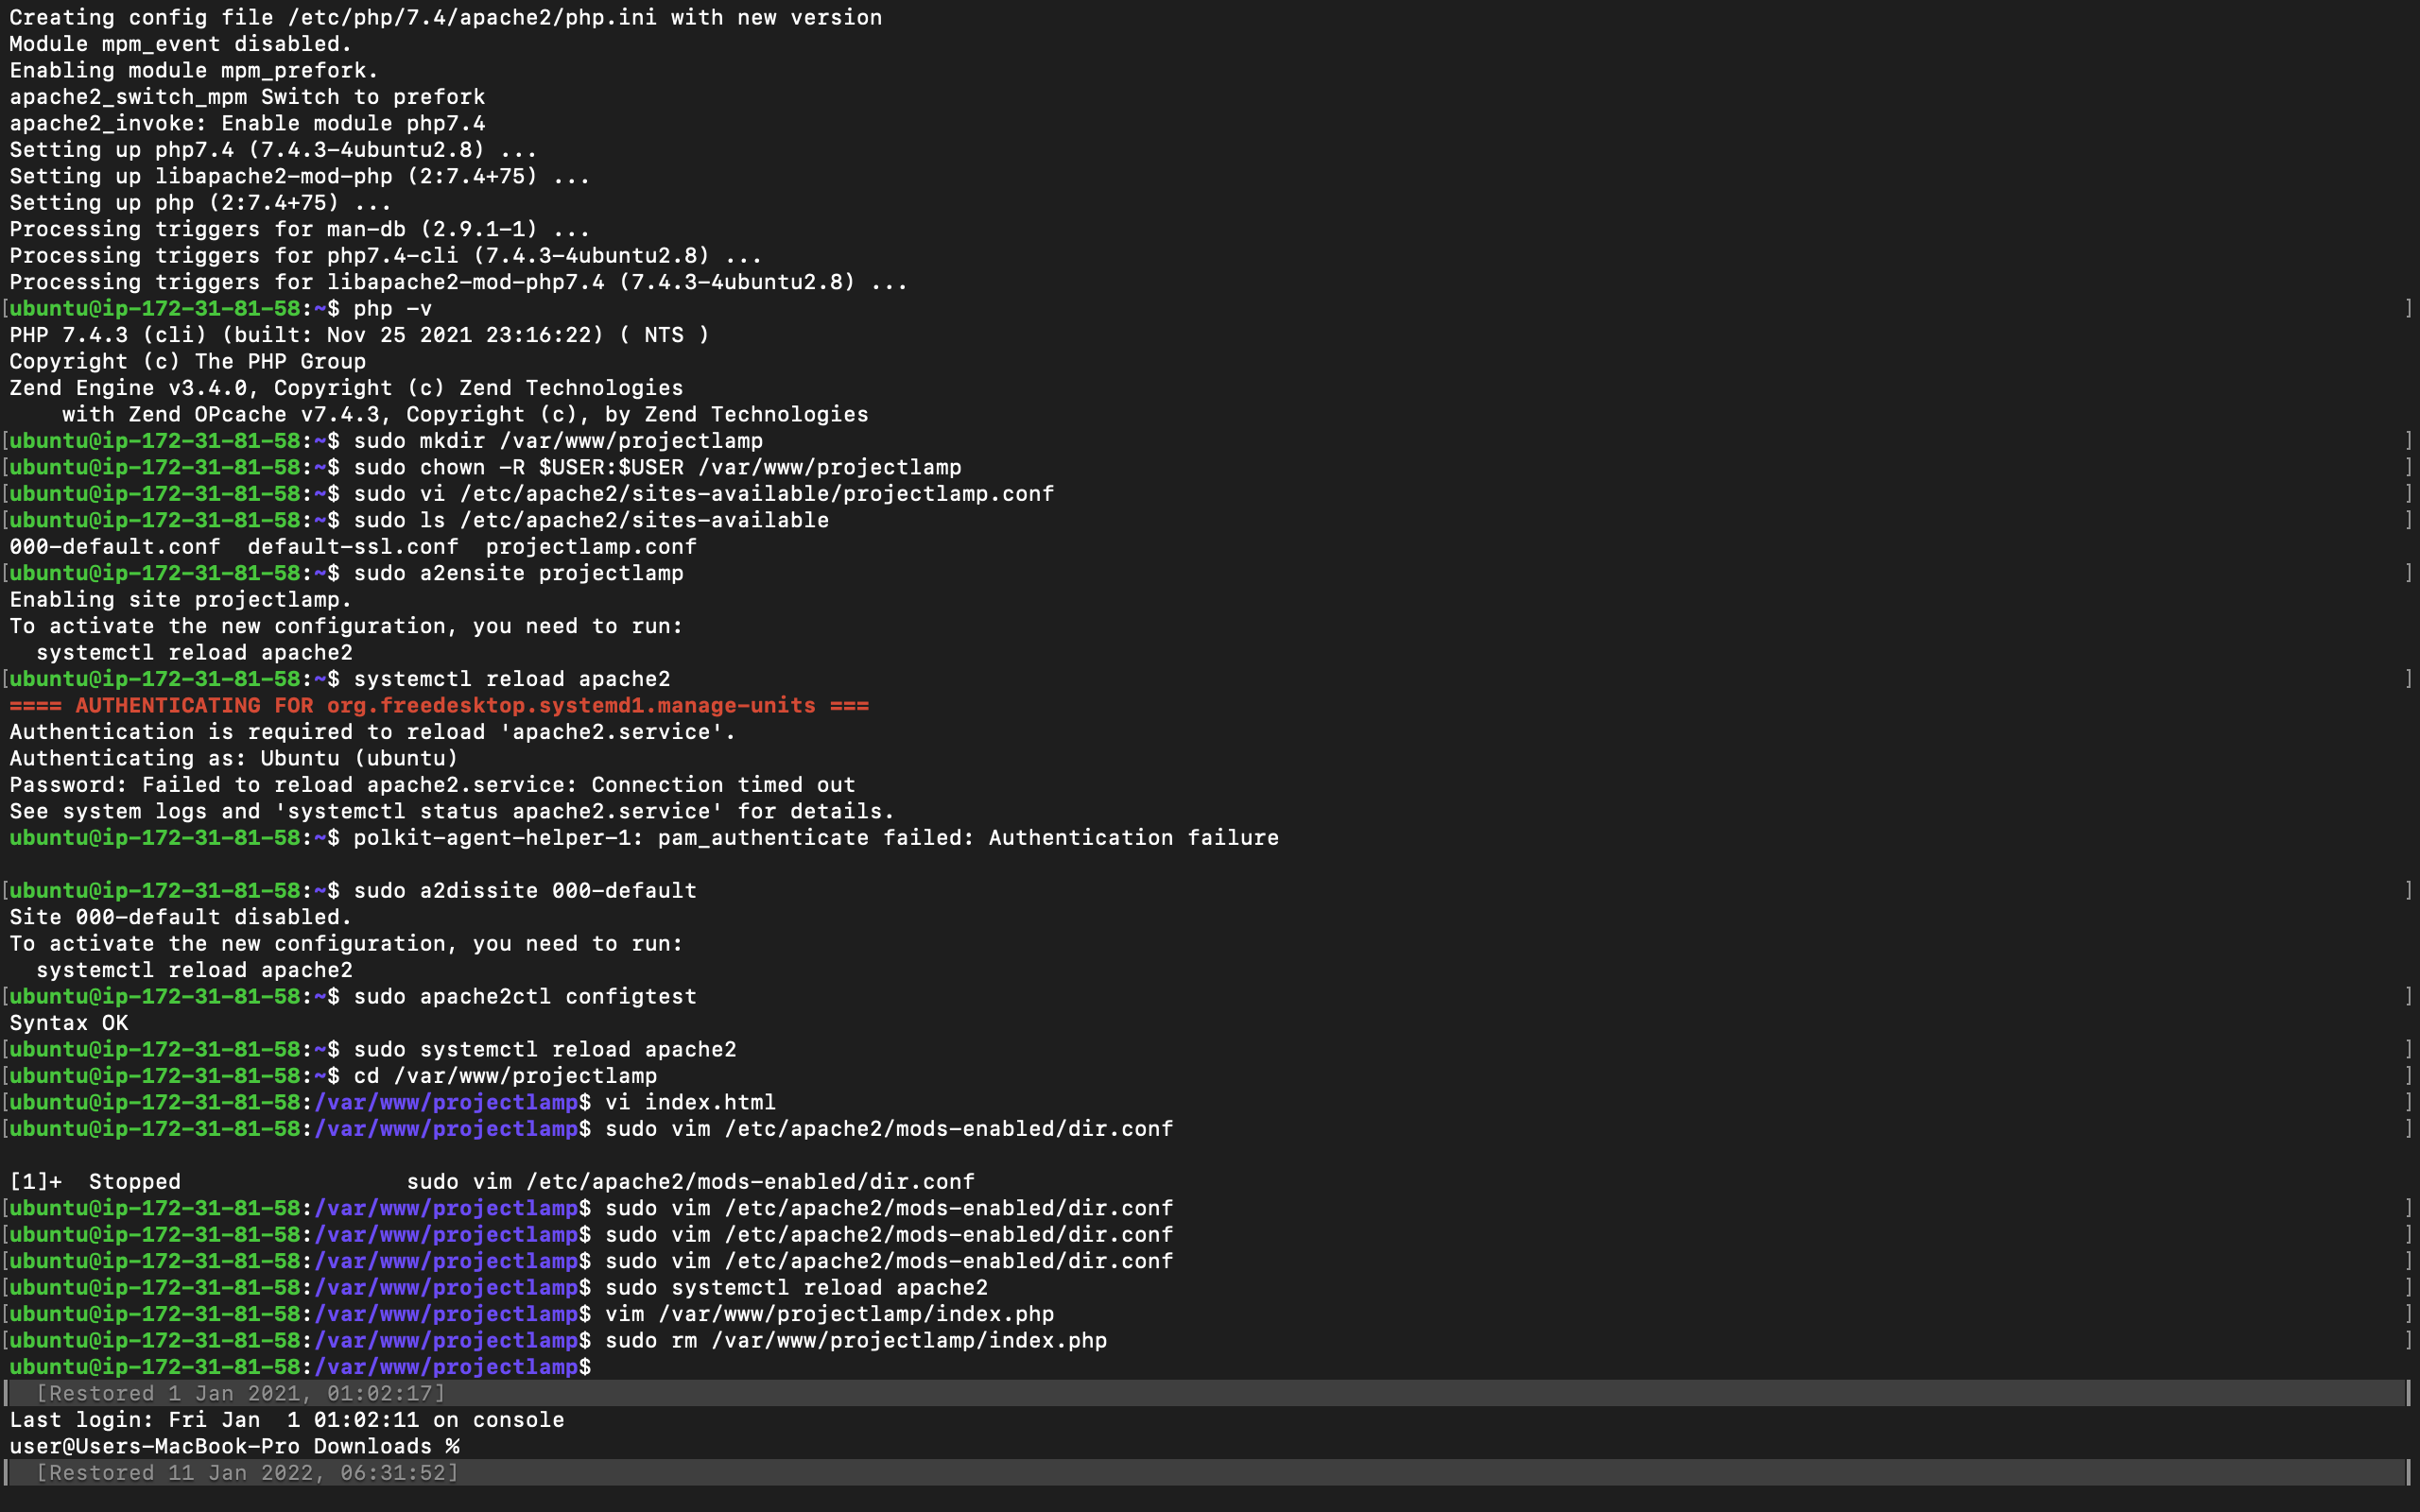 Creating config file /etc/php/7.4/apache2/php.ini with new version
Module mpm_event disabled.
Enabling module mpm_prefork.
apache2_switch_mpm Switch to prefork
apache2_invoke: Enable module php7.4
Setting up php7.4 (7.4.3-4ubuntu2.8) ...
Setting up libapache2-mod-php (2:7.4+75) ...
Setting up php (2:7.4+75) ...
Processing triggers for man-db (2.9.1-1) ...
Processing triggers for php7.4-cli (7.4.3-4ubuntu2.8) ...
Processing triggers for libapache2-mod-php7.4 (7.4.3-4ubuntu2.8) ...
[ubuntu@ip-172-31-81-58:~$ php -v ]
PHP 7.4.3 (cli) (built: Nov 25 2021 23:16:22) ( NTS )
Copyright (c) The PHP Group
Zend Engine v3.4.0, Copyright (c) Zend Technologies
    with Zend OPcache v7.4.3, Copyright (c), by Zend Technologies
[ubuntu@ip-172-31-81-58:~$ sudo mkdir /var/www/projectlamp ]
[ubuntu@ip-172-31-81-58:~$ sudo chown -R $USER:$USER /var/www/projectlamp ]
[ubuntu@ip-172-31-81-58:~$ sudo vi /etc/apache2/sites-available/projectlamp.conf ]
[ubuntu@ip-172-31-81-58:~$ sudo ls /etc/apache2/sites-available ]
000-default.conf  default-ssl.conf  projectlamp.conf
[ubuntu@ip-172-31-81-58:~$ sudo a2ensite projectlamp ]
Enabling site projectlamp.
To activate the new configuration, you need to run:
  systemctl reload apache2
[ubuntu@ip-172-31-81-58:~$ systemctl reload apache2 ]
==== AUTHENTICATING FOR org.freedesktop.systemd1.manage-units ===
Authentication is required to reload 'apache2.service'.
Authenticating as: Ubuntu (ubuntu)
Password: Failed to reload apache2.service: Connection timed out
See system logs and 'systemctl status apache2.service' for details.
ubuntu@ip-172-31-81-58:~$ polkit-agent-helper-1: pam_authenticate failed: Authentication failure
[ubuntu@ip-172-31-81-58:~$ sudo a2dissite 000-default ]
Site 000-default disabled.
To activate the new configuration, you need to run:
  systemctl reload apache2
[ubuntu@ip-172-31-81-58:~$ sudo apache2ctl configtest ]
Syntax OK
[ubuntu@ip-172-31-81-58:~$ sudo systemctl reload apache2 ]
[ubuntu@ip-172-31-81-58:~$ cd /var/www/projectlamp ]
[ubuntu@ip-172-31-81-58:/var/www/projectlamp$ vi index.html ]
[ubuntu@ip-172-31-81-58:/var/www/projectlamp$ sudo vim /etc/apache2/mods-enabled/dir.conf ]
[1]+  Stopped                 sudo vim /etc/apache2/mods-enabled/dir.conf
[ubuntu@ip-172-31-81-58:/var/www/projectlamp$ sudo vim /etc/apache2/mods-enabled/dir.conf ]
[ubuntu@ip-172-31-81-58:/var/www/projectlamp$ sudo vim /etc/apache2/mods-enabled/dir.conf ]
[ubuntu@ip-172-31-81-58:/var/www/projectlamp$ sudo vim /etc/apache2/mods-enabled/dir.conf ]
[ubuntu@ip-172-31-81-58:/var/www/projectlamp$ sudo systemctl reload apache2 ]
[ubuntu@ip-172-31-81-58:/var/www/projectlamp$ vim /var/www/projectlamp/index.php ]
[ubuntu@ip-172-31-81-58:/var/www/projectlamp$ sudo rm /var/www/projectlamp/index.php ]
ubuntu@ip-172-31-81-58:/var/www/projectlamp$
[Restored 1 Jan 2021, 01:02:17]
Last login: Fri Jan  1 01:02:11 on console
user@Users-MacBook-Pro Downloads %
[Restored 11 Jan 2022, 06:31:52]